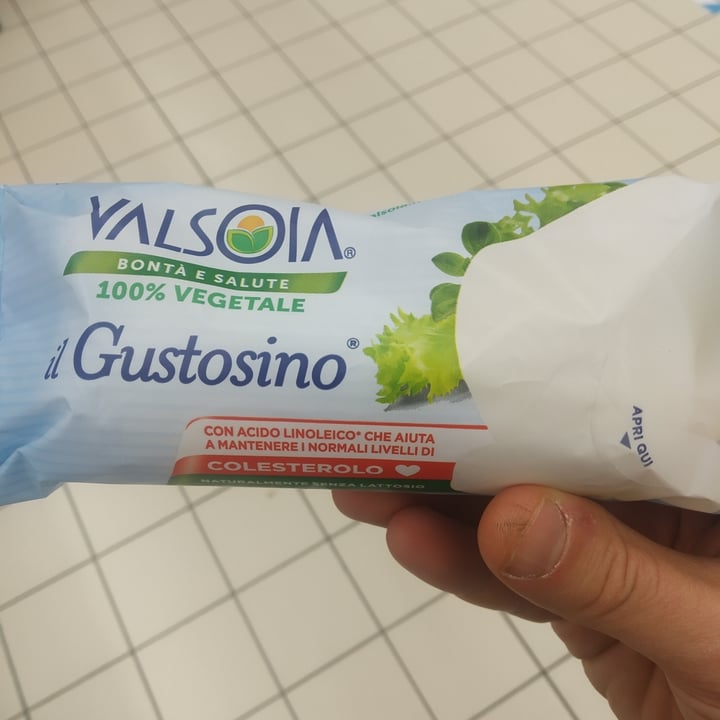 VALSOIA®
BONTÀ E SALUTE
100% VEGETALE
il Gustosino®
CON ACIDO LINOLEICO* CHE AIUTA
A MANTENERE I NORMALI LIVELLI DI
COLESTEROLO
NATURALMENTE SENZA LATTOSIO
APRI QUI